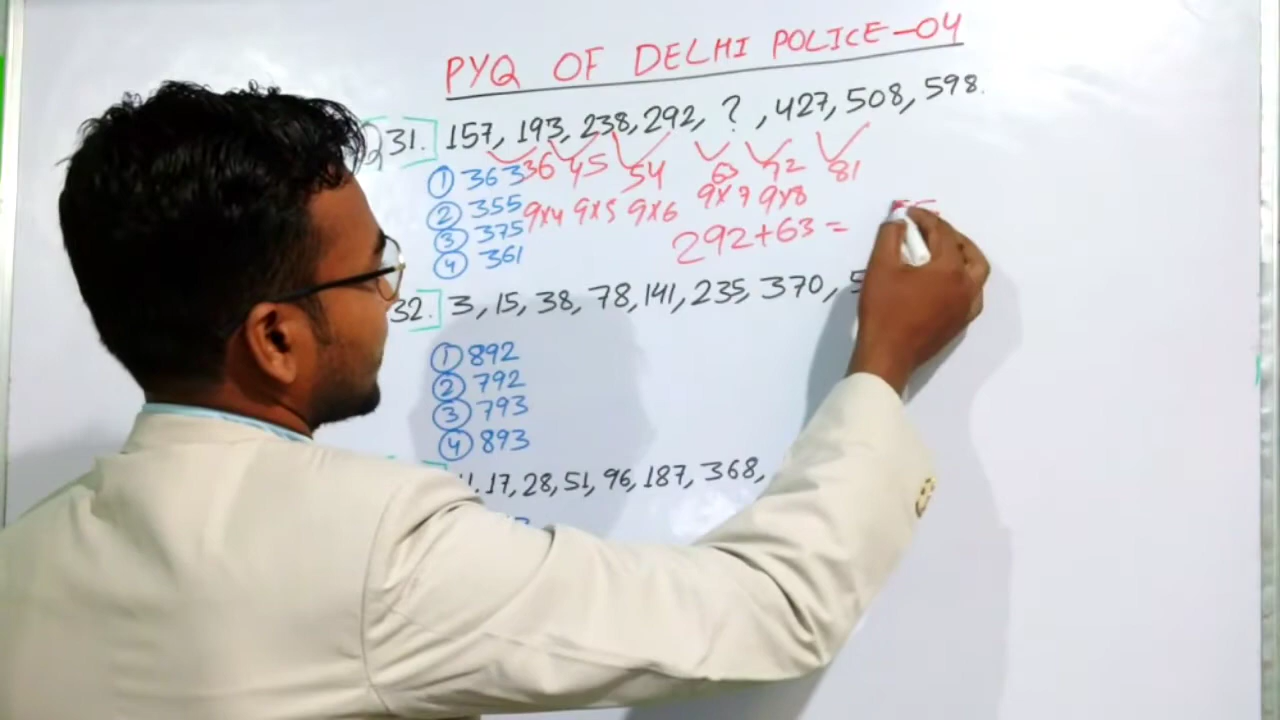 PYQ OF DELHI POLICE-04
31. 157, 193, 238, 292, ?, 427, 508, 598.
36 45 54 63 72 81
① 363
9x4 9x5 9x6 9x7 9x8
② 355
292+63=
③ 375
④ 361
32. 3, 15, 38, 78, 141, 235, 370, 5
① 892
② 792
③ 793
④ 893
17, 28, 51, 96, 187, 368,